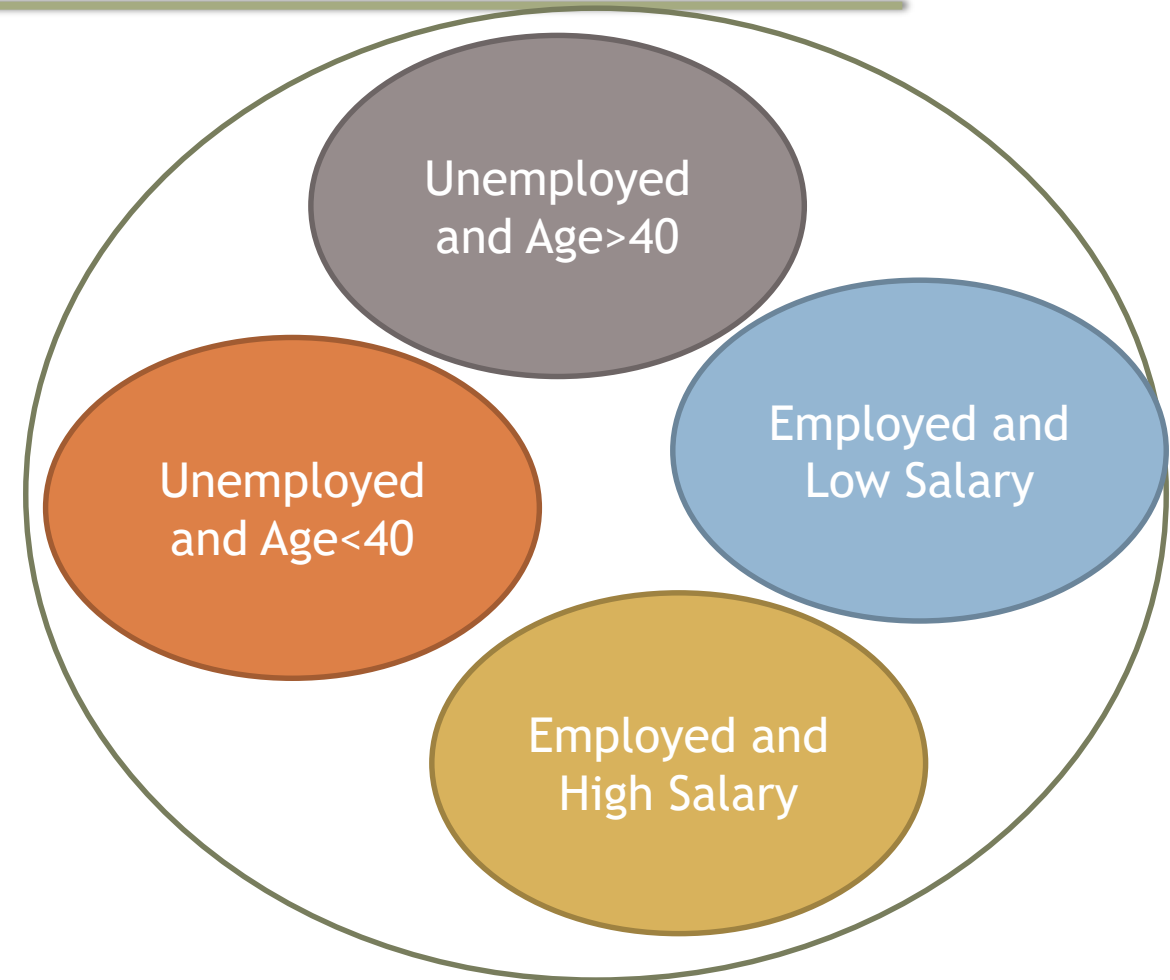 Unemployed
and Age>40
Employed and
Low Salary
Unemployed
and Age<40
Employed and
High Salary